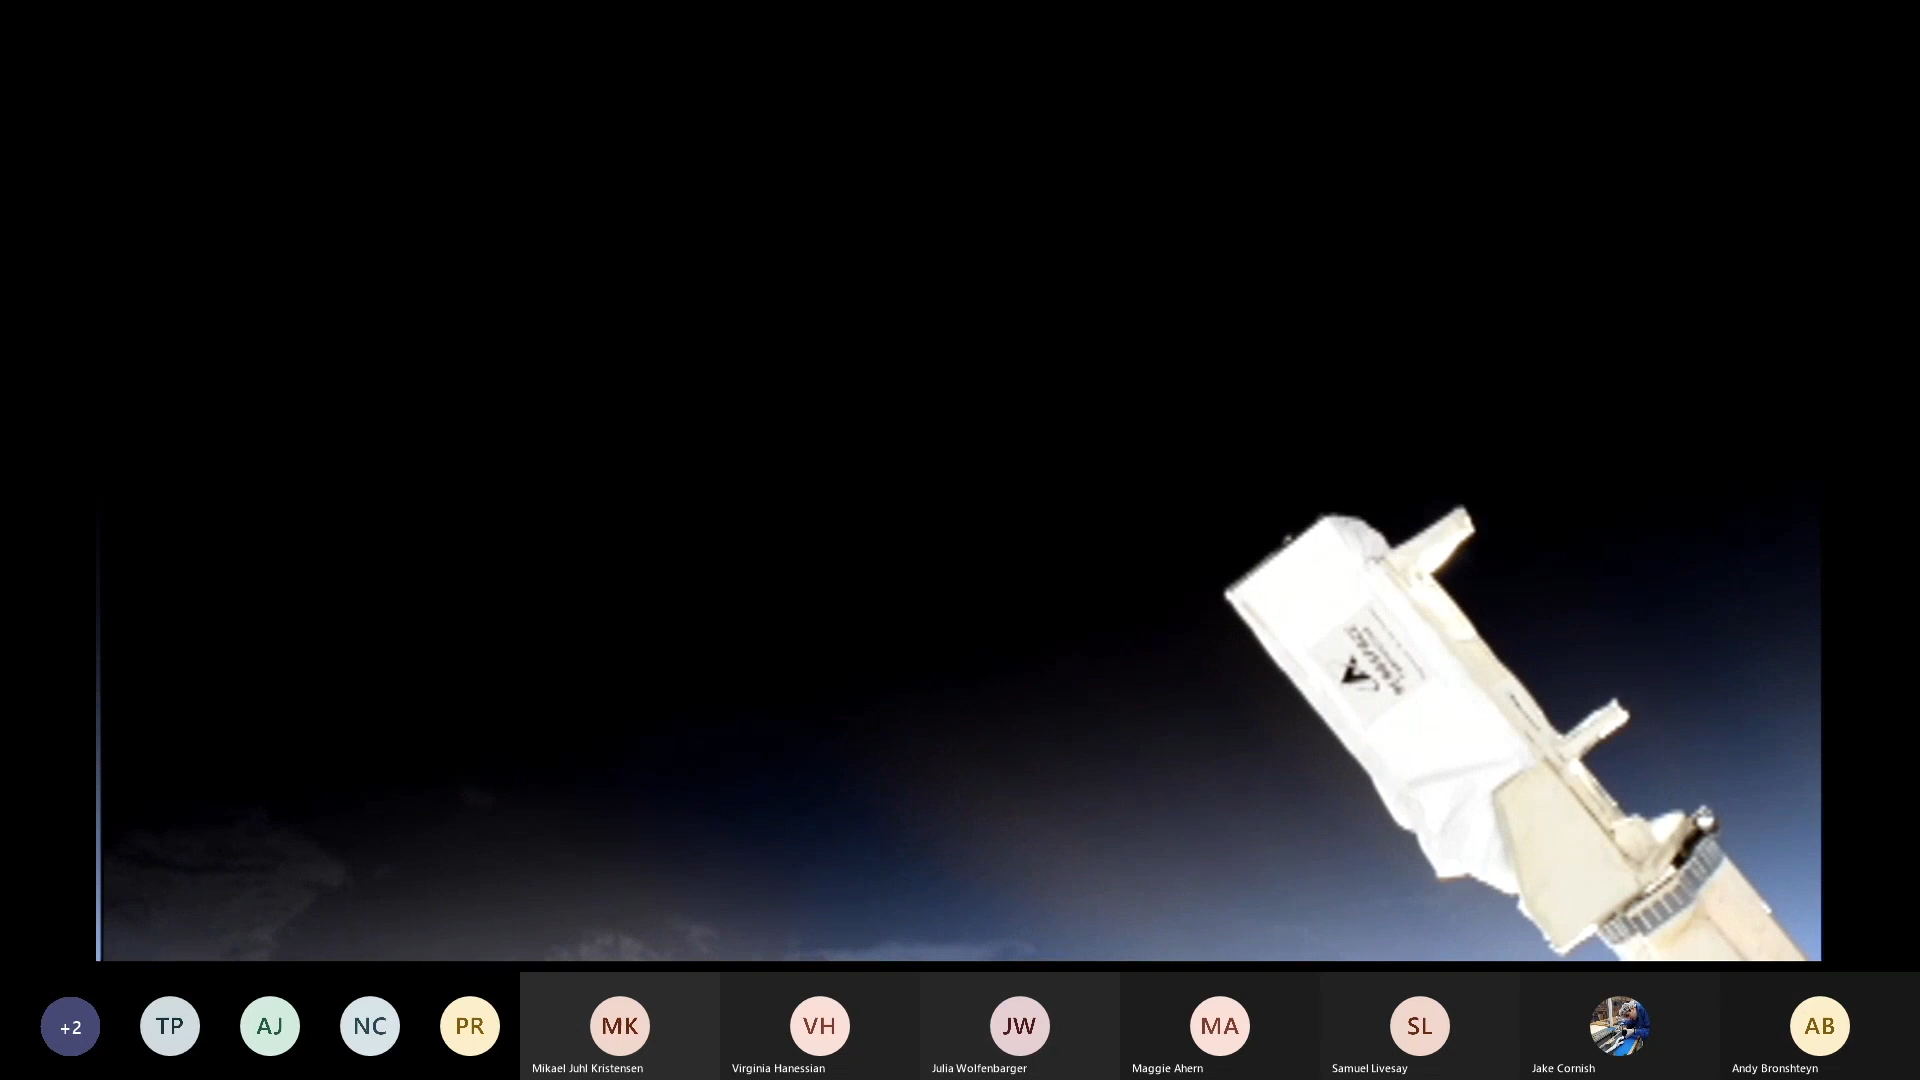 +2
TP
AJ
NC
PR
MK
VH
JW
MA
SL
AB
Mikael Juhl Kristensen
Virginia Hanessian
Julia Wolfenbarger
Maggie Ahern
Samuel Livesay
Jake Cornish
Andy Bronshteyn